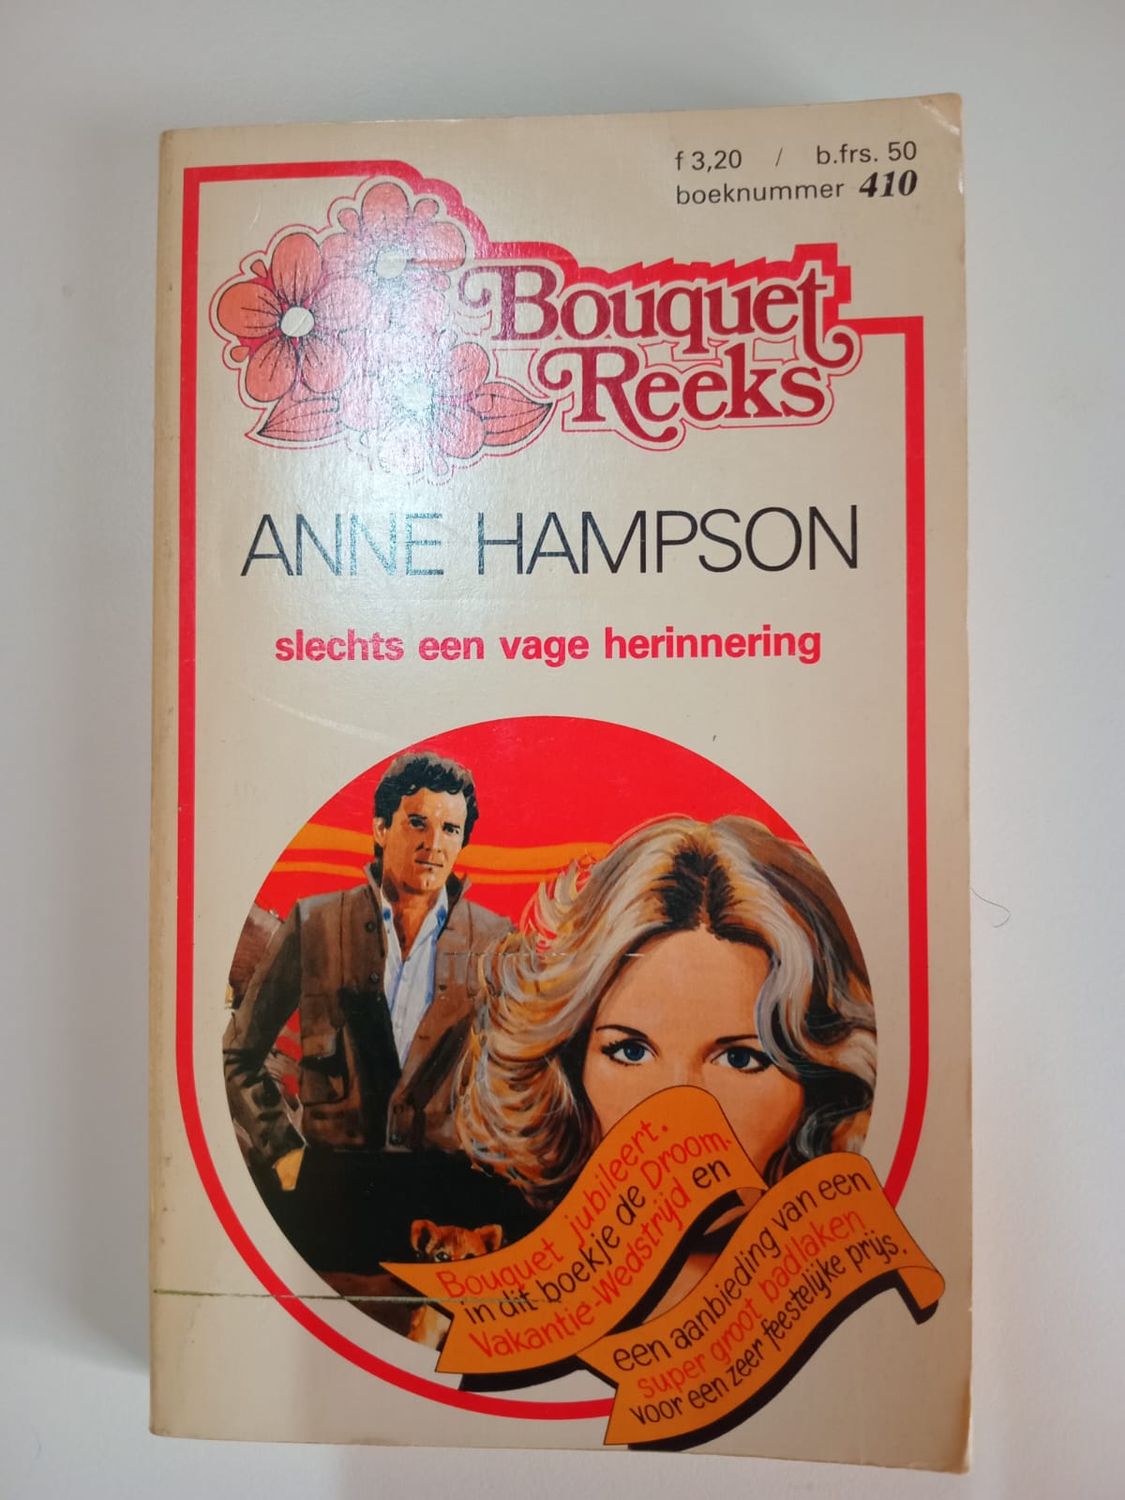 f 3,20 / b.frs. 50
boeknummer 410
Bouquet
Reeks
ANNE HAMPSON
slechts een vage herinnering
Bouquet jubileert.
in dit boekje de Droom-
Vakantie-Wedstrijd en
een aanbieding van een
super groot badlaken
voor een zeer feestelijke prijs.